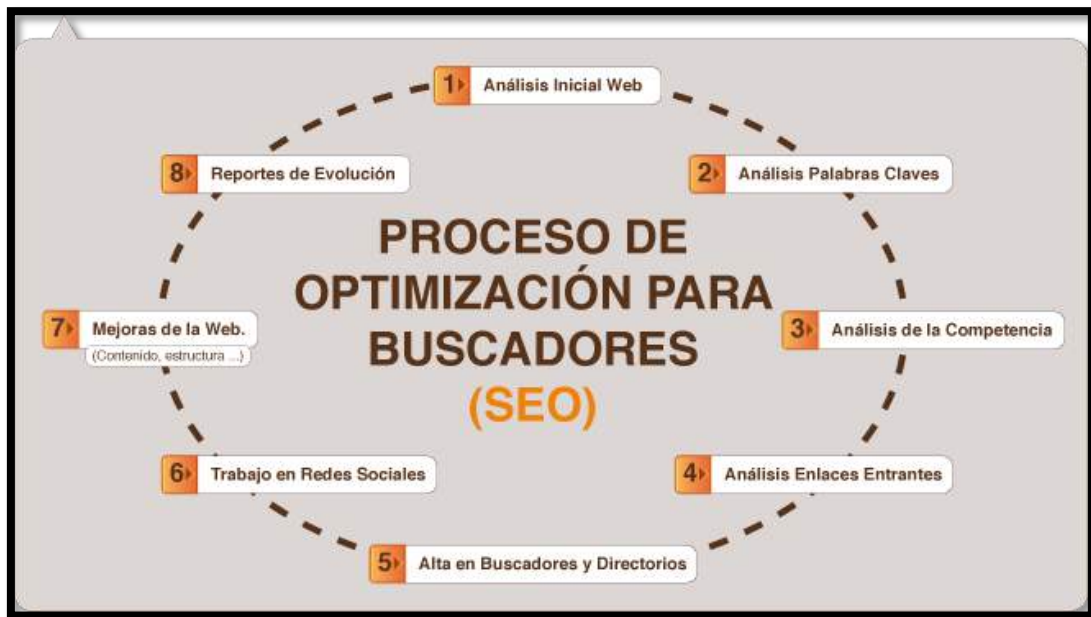 PROCESO DE
OPTIMIZACIÓN PARA
BUSCADORES
(SEO)
1 Análisis Inicial Web
2 Análisis Palabras Claves
3 Análisis de la Competencia
4 Análisis Enlaces Entrantes
5 Alta en Buscadores y Directorios
6 Trabajo en Redes Sociales
7 Mejoras de la Web.
(Contenido, estructura ...)
8 Reportes de Evolución